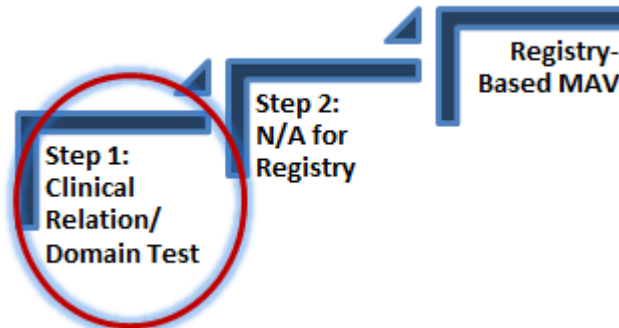 Step 1:
Clinical
Relation/
Domain Test
Step 2:
N/A for
Registry
Registry-
Based MAV